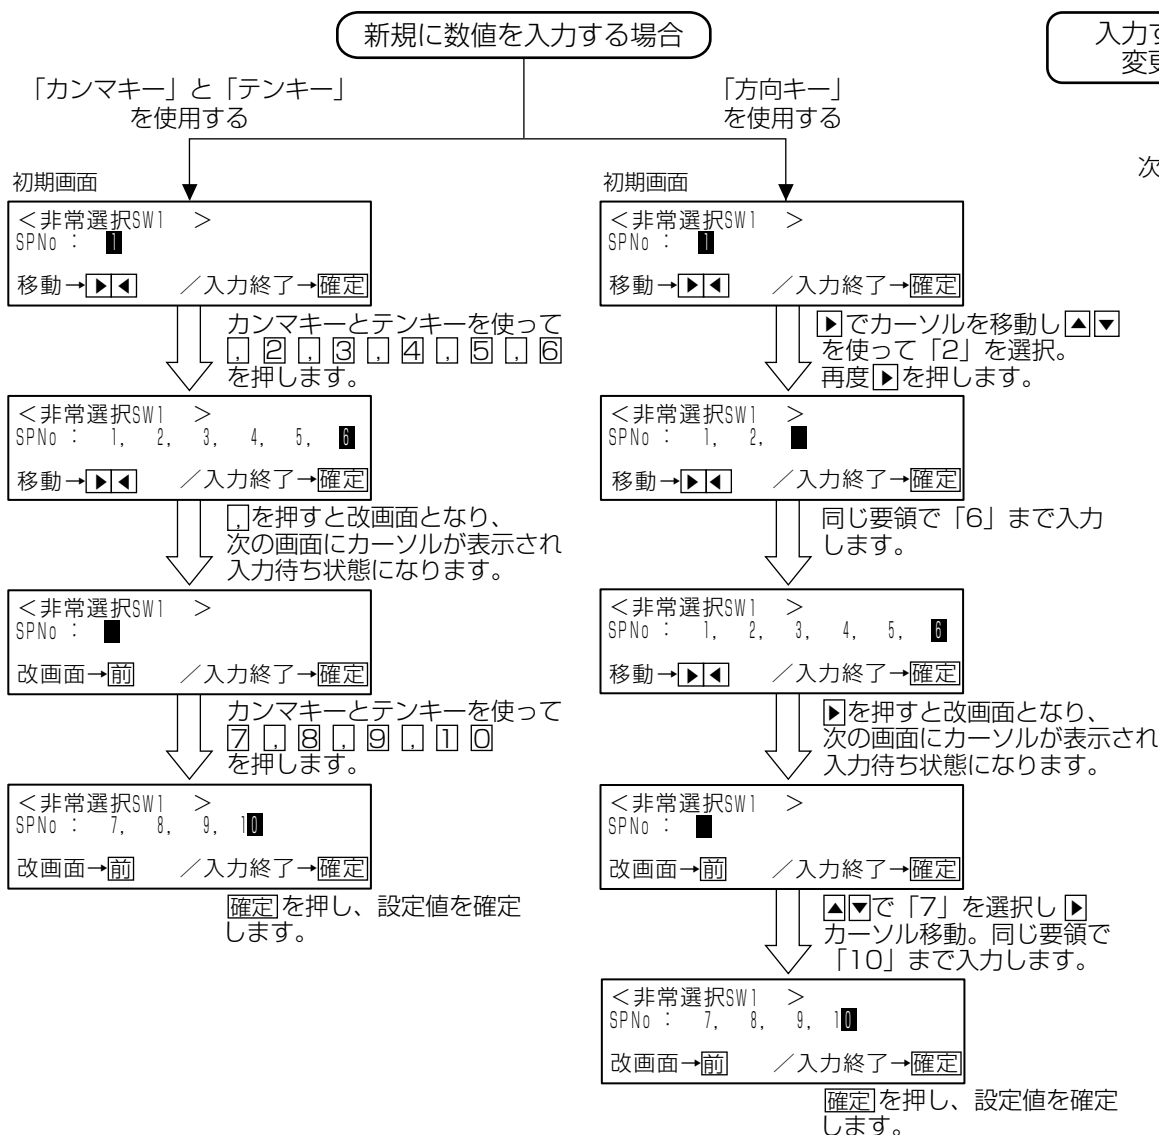 新規に数値を入力する場合
「カンマキー」と「テンキー」
を使用する
初期画面
＜非常選択SW1　＞
SPNo： 1
移動→▶◀　／入力終了→確定
カンマキーとテンキーを使って
, 2 , 3 , 4 , 5 , 6
を押します。
＜非常選択SW1　＞
SPNo： 1, 2, 3, 4, 5, 6
移動→▶◀　／入力終了→確定
,を押すと改画面となり、
次の画面にカーソルが表示され
入力待ち状態になります。
＜非常選択SW1　＞
SPNo：
改画面→前　／入力終了→確定
カンマキーとテンキーを使って
7 , 8 , 9 , 1 0
を押します。
＜非常選択SW1　＞
SPNo： 7, 8, 9, 10
改画面→前　／入力終了→確定
確定を押し、設定値を確定
します。
「方向キー」
を使用する
初期画面
＜非常選択SW1　＞
SPNo： 1
移動→▶◀　／入力終了→確定
▶でカーソルを移動し▲▼
を使って「2」を選択。
再度▶を押します。
＜非常選択SW1　＞
SPNo： 1, 2,
移動→▶◀　／入力終了→確定
同じ要領で「6」まで入力
します。
＜非常選択SW1　＞
SPNo： 1, 2, 3, 4, 5, 6
移動→▶◀　／入力終了→確定
▶を押すと改画面となり、
次の画面にカーソルが表示され
入力待ち状態になります。
＜非常選択SW1　＞
SPNo：
改画面→前　／入力終了→確定
▲▼で「7」を選択し▶
カーソル移動。同じ要領で
「10」まで入力します。
＜非常選択SW1　＞
SPNo： 7, 8, 9, 10
改画面→前　／入力終了→確定
確定を押し、設定値を確定
します。
入力
次